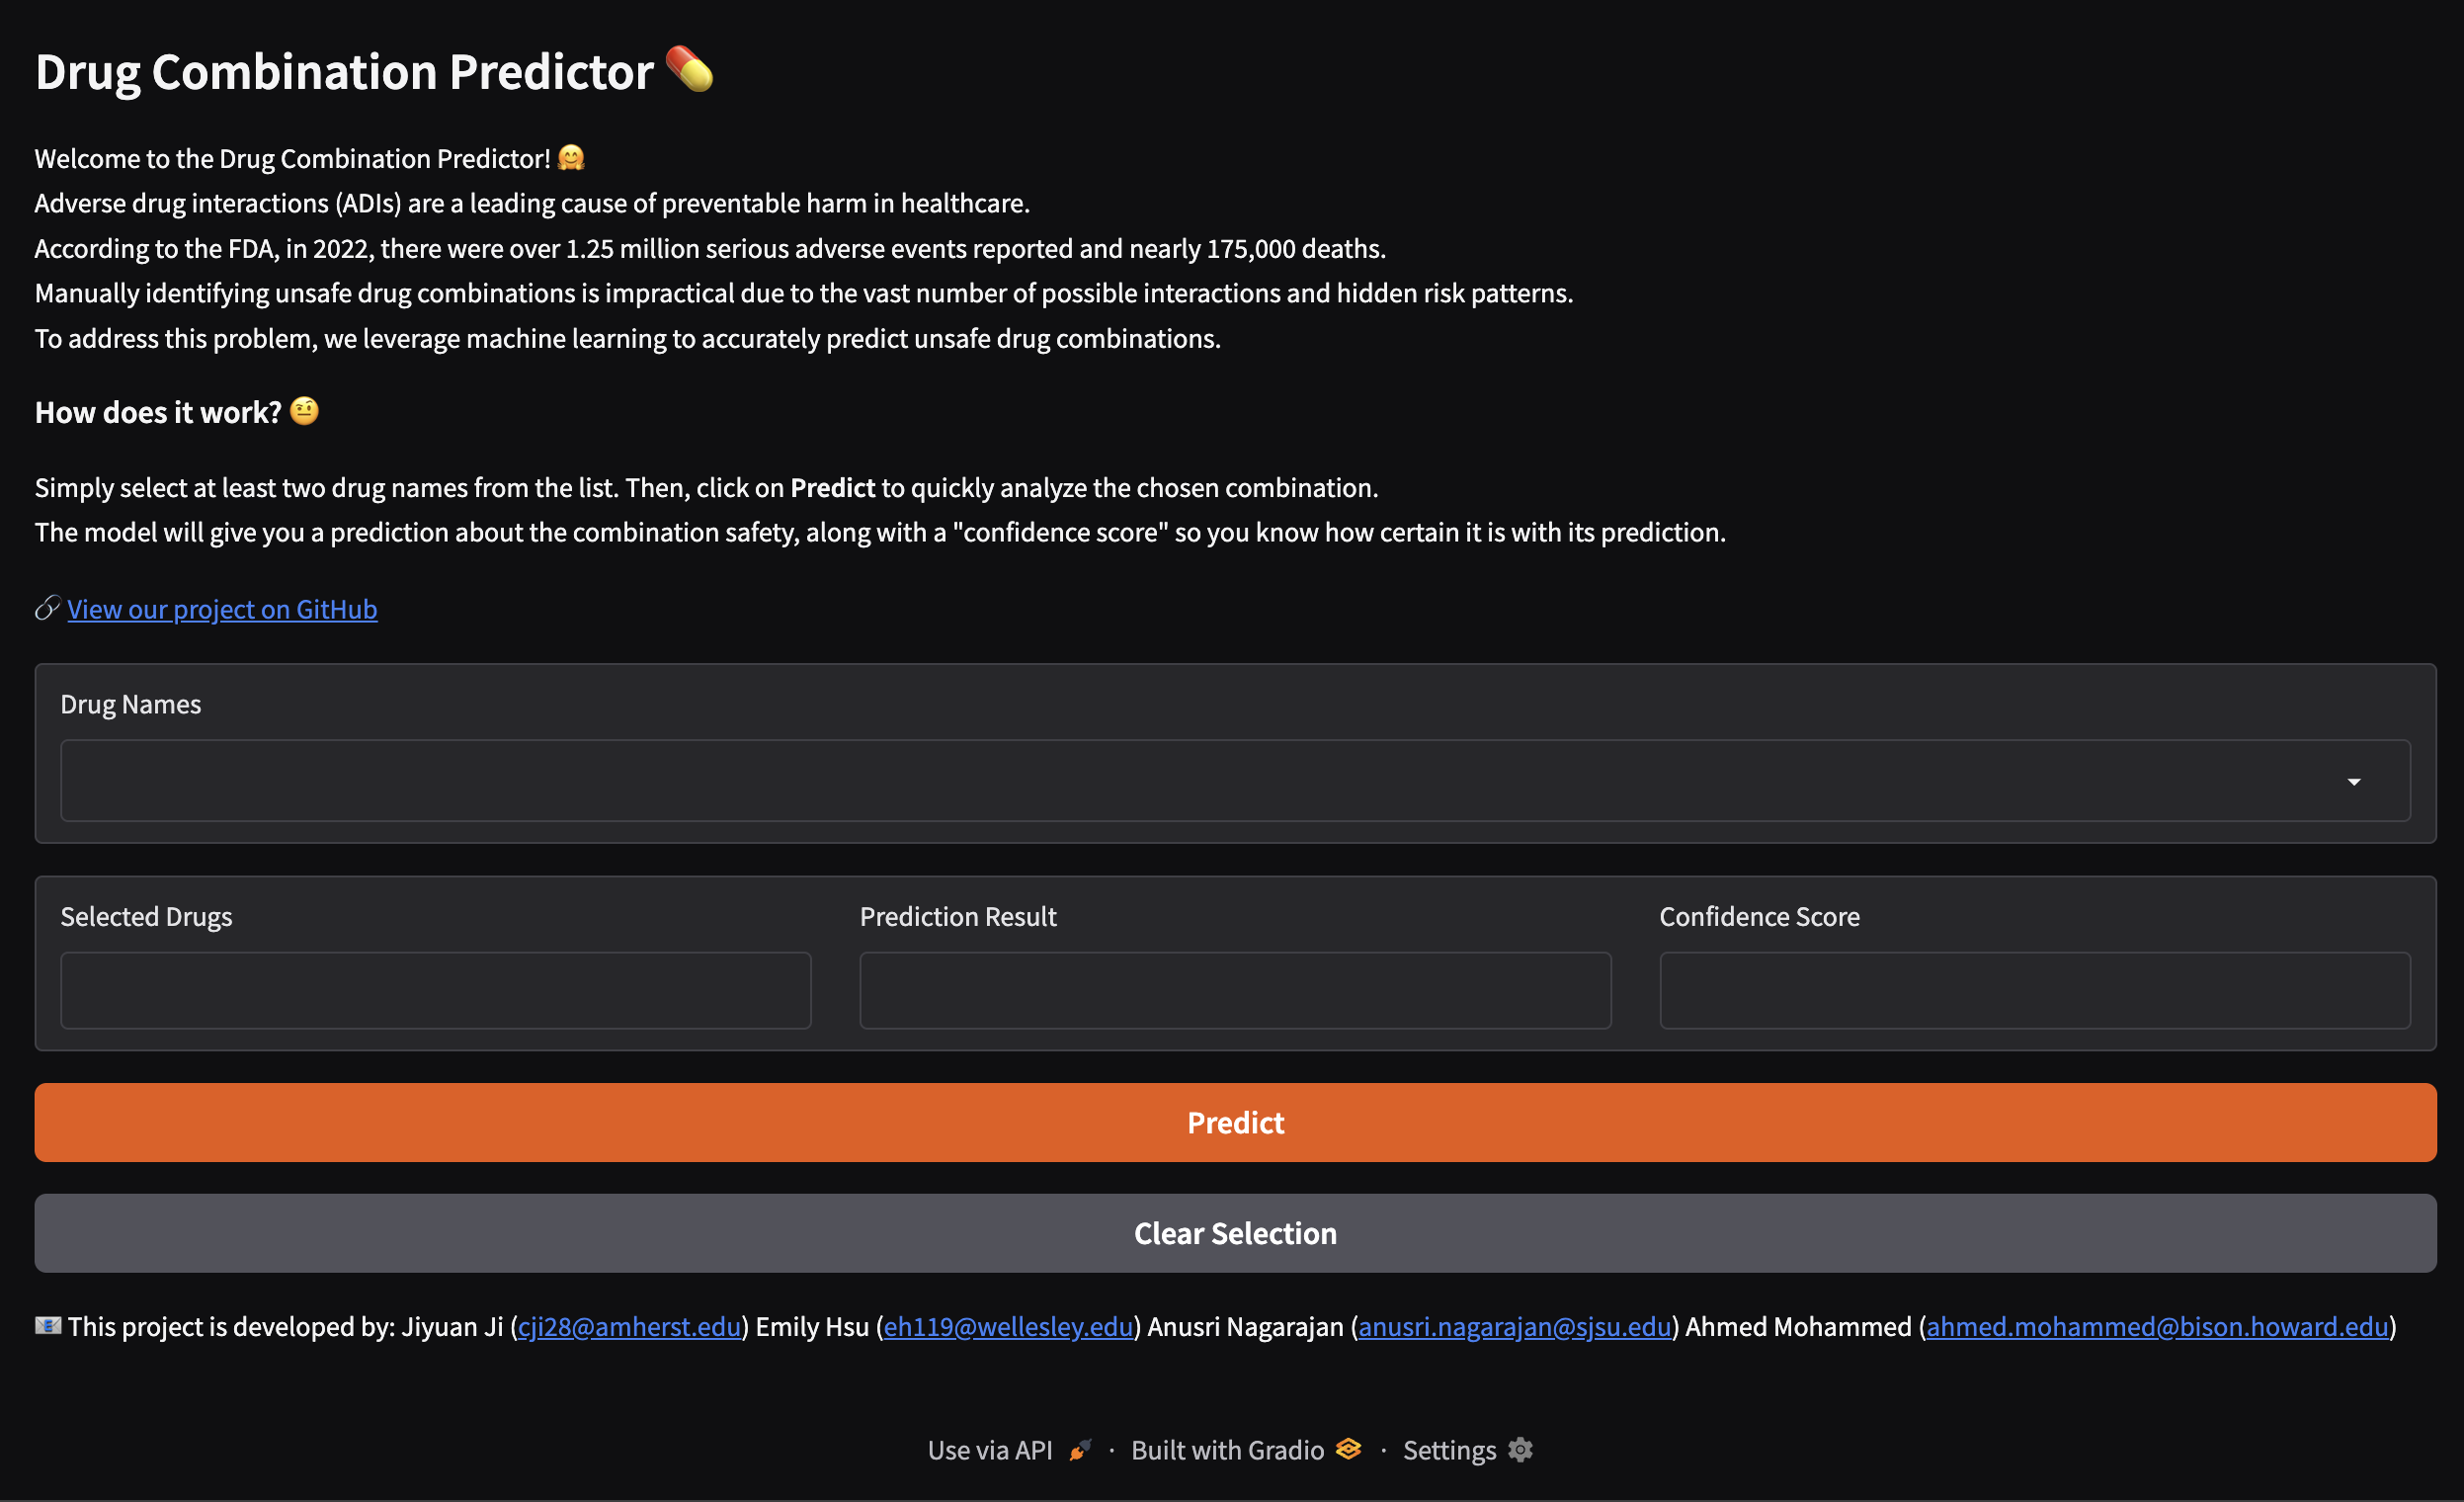 Drug Combination Predictor 💊
Welcome to the Drug Combination Predictor! 🤗
Adverse drug interactions (ADIs) are a leading cause of preventable harm in healthcare.
According to the FDA, in 2022, there were over 1.25 million serious adverse events reported and nearly 175,000 deaths.
Manually identifying unsafe drug combinations is impractical due to the vast number of possible interactions and hidden risk patterns.
To address this problem, we leverage machine learning to accurately predict unsafe drug combinations.
How does it work? 🤨
Simply select at least two drug names from the list. Then, click on Predict to quickly analyze the chosen combination.
The model will give you a prediction about the combination safety, along with a "confidence score" so you know how certain it is with its prediction.
🔗 View our project on GitHub
Drug Names
Selected Drugs Prediction Result Confidence Score
Predict
Clear Selection
📧 This project is developed by: Jiyuan Ji (cji28@amherst.edu) Emily Hsu (eh119@wellesley.edu) Anusri Nagarajan (anusri.nagarajan@sjsu.edu) Ahmed Mohammed (ahmed.mohammed@bison.howard.edu)
Use via API · Built with Gradio · Settings